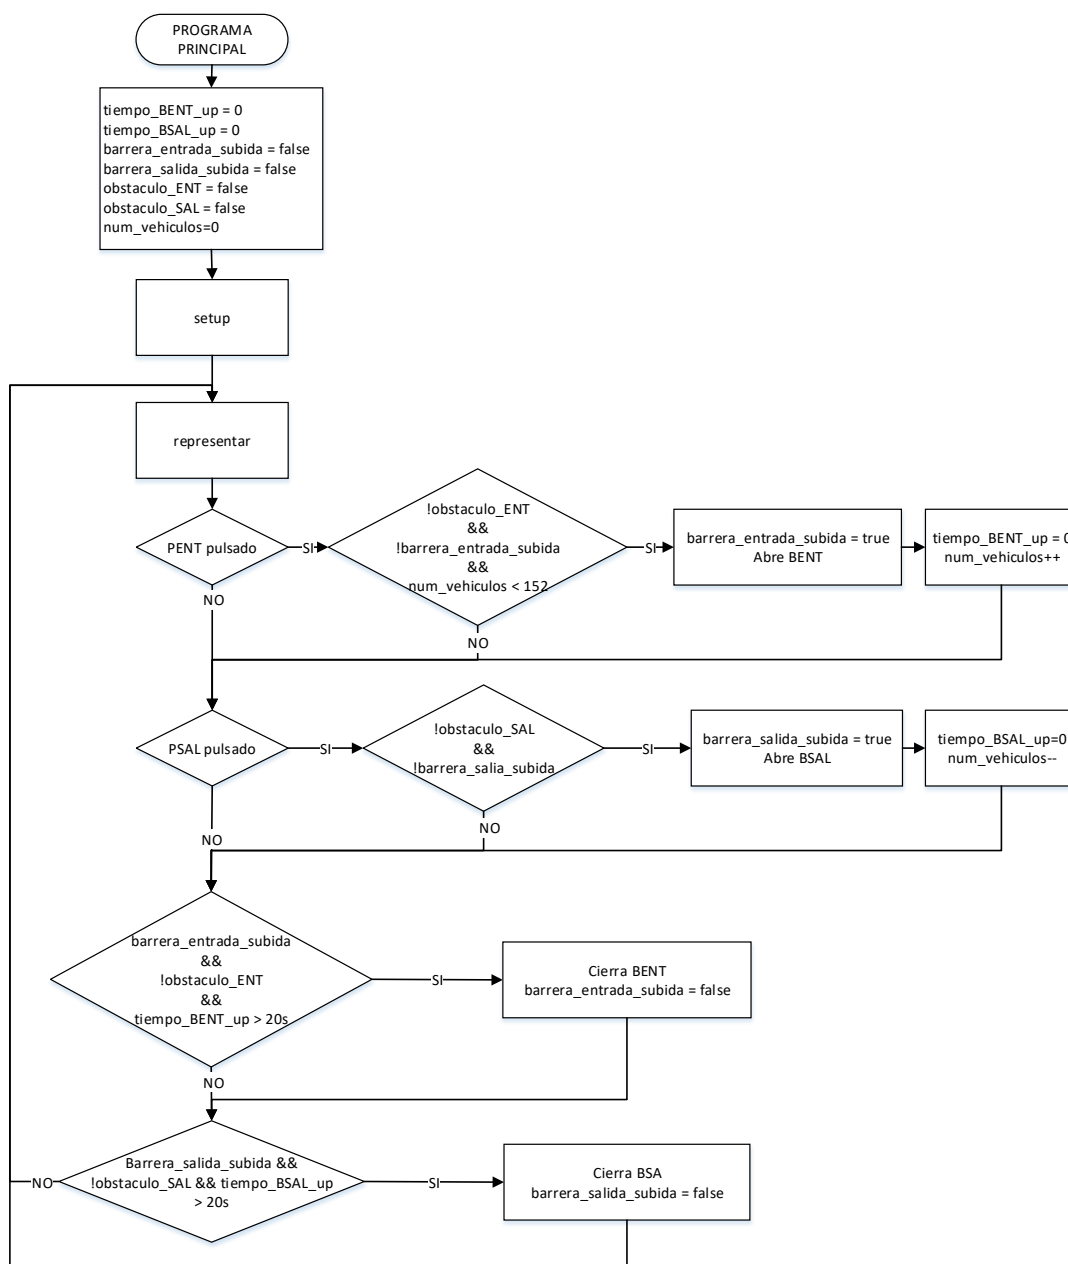 PROGRAMA
PRINCIPAL
tiempo_BENT_up = 0
tiempo_BSAL_up = 0
barrera_entrada_subida = false
barrera_salida_subida = false
obstaculo_ENT = false
obstaculo_SAL = false
num_vehiculos=0
setup
representar
PENT pulsado
SI
!obstaculo_ENT
&&
!barrera_entrada_subida
&&
num_vehiculos < 152
SI
barrera_entrada_subida = true
Abre BENT
tiempo_BENT_up = 0
num_vehiculos++
NO
NO
PSAL pulsado
SI
!obstaculo_SAL
&&
!barrera_salia_subida
SI
barrera_salida_subida = true
Abre BSAL
tiempo_BSAL_up=0
num_vehiculos--
NO
NO
barrera_entrada_subida
&&
!obstaculo_ENT
&&
tiempo_BENT_up > 20s
SI
Cierra BENT
barrera_entrada_subida = false
NO
Barrera_salida_subida &&
!obstaculo_SAL && tiempo_BSAL_up
> 20s
NO
SI
Cierra BSA
barrera_salida_subida = false